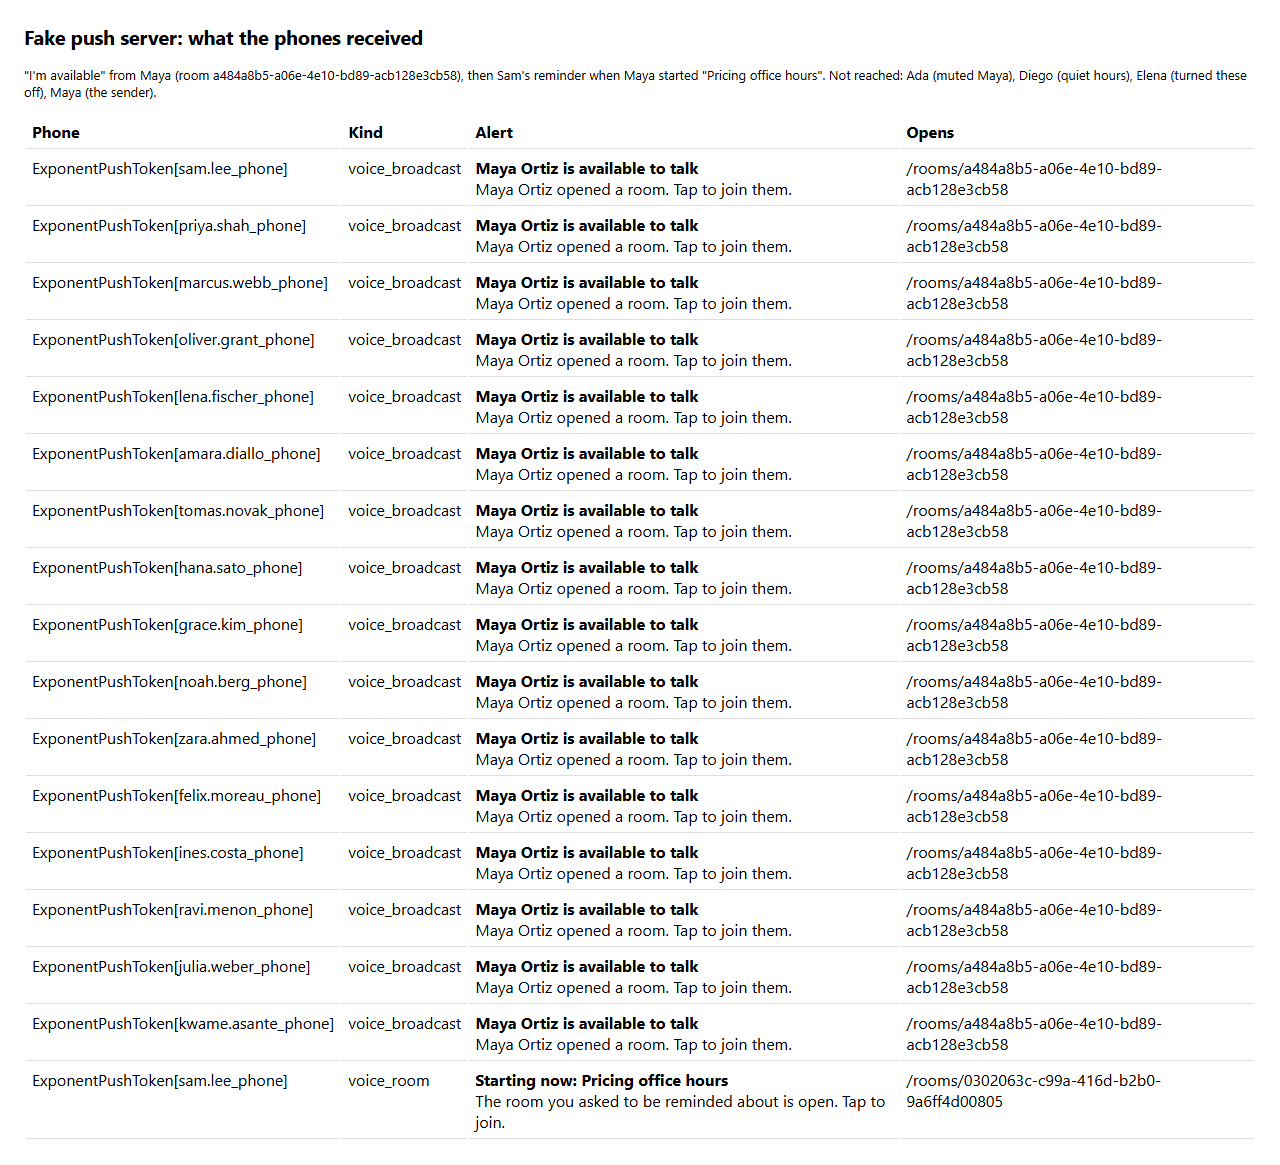 Fake push server: what the phones received
"I'm available" from Maya (room a484a8b5-a06e-4e10-bd89-acb128e3cb58), then Sam's reminder when Maya started "Pricing office hours". Not reached: Ada (muted Maya), Diego (quiet hours), Elena (turned these
off), Maya (the sender).
Phone Kind Alert Opens
ExponentPushToken[sam.lee_phone] voice_broadcast Maya Ortiz is available to talk /rooms/a484a8b5-a06e-4e10-bd89-
Maya Ortiz opened a room. Tap to join them. acb128e3cb58
ExponentPushToken[priya.shah_phone] voice_broadcast Maya Ortiz is available to talk /rooms/a484a8b5-a06e-4e10-bd89-
Maya Ortiz opened a room. Tap to join them. acb128e3cb58
ExponentPushToken[marcus.webb_phone] voice_broadcast Maya Ortiz is available to talk /rooms/a484a8b5-a06e-4e10-bd89-
Maya Ortiz opened a room. Tap to join them. acb128e3cb58
ExponentPushToken[oliver.grant_phone] voice_broadcast Maya Ortiz is available to talk /rooms/a484a8b5-a06e-4e10-bd89-
Maya Ortiz opened a room. Tap to join them. acb128e3cb58
ExponentPushToken[lena.fischer_phone] voice_broadcast Maya Ortiz is available to talk /rooms/a484a8b5-a06e-4e10-bd89-
Maya Ortiz opened a room. Tap to join them. acb128e3cb58
ExponentPushToken[amara.diallo_phone] voice_broadcast Maya Ortiz is available to talk /rooms/a484a8b5-a06e-4e10-bd89-
Maya Ortiz opened a room. Tap to join them. acb128e3cb58
ExponentPushToken[tomas.novak_phone] voice_broadcast Maya Ortiz is available to talk /rooms/a484a8b5-a06e-4e10-bd89-
Maya Ortiz opened a room. Tap to join them. acb128e3cb58
ExponentPushToken[hana.sato_phone] voice_broadcast Maya Ortiz is available to talk /rooms/a484a8b5-a06e-4e10-bd89-
Maya Ortiz opened a room. Tap to join them. acb128e3cb58
ExponentPushToken[grace.kim_phone] voice_broadcast Maya Ortiz is available to talk /rooms/a484a8b5-a06e-4e10-bd89-
Maya Ortiz opened a room. Tap to join them. acb128e3cb58
ExponentPushToken[noah.berg_phone] voice_broadcast Maya Ortiz is available to talk /rooms/a484a8b5-a06e-4e10-bd89-
Maya Ortiz opened a room. Tap to join them. acb128e3cb58
ExponentPushToken[zara.ahmed_phone] voice_broadcast Maya Ortiz is available to talk /rooms/a484a8b5-a06e-4e10-bd89-
Maya Ortiz opened a room. Tap to join them. acb128e3cb58
ExponentPushToken[felix.moreau_phone] voice_broadcast Maya Ortiz is available to talk /rooms/a484a8b5-a06e-4e10-bd89-
Maya Ortiz opened a room. Tap to join them. acb128e3cb58
ExponentPushToken[ines.costa_phone] voice_broadcast Maya Ortiz is available to talk /rooms/a484a8b5-a06e-4e10-bd89-
Maya Ortiz opened a room. Tap to join them. acb128e3cb58
ExponentPushToken[ravi.menon_phone] voice_broadcast Maya Ortiz is available to talk /rooms/a484a8b5-a06e-4e10-bd89-
Maya Ortiz opened a room. Tap to join them. acb128e3cb58
ExponentPushToken[julia.weber_phone] voice_broadcast Maya Ortiz is available to talk /rooms/a484a8b5-a06e-4e10-bd89-
Maya Ortiz opened a room. Tap to join them. acb128e3cb58
ExponentPushToken[kwame.asante_phone] voice_broadcast Maya Ortiz is available to talk /rooms/a484a8b5-a06e-4e10-bd89-
Maya Ortiz opened a room. Tap to join them. acb128e3cb58
ExponentPushToken[sam.lee_phone] voice_room Starting now: Pricing office hours /rooms/0302063c-c99a-416d-b2b0-
The room you asked to be reminded about is open. Tap to 9a6ff4d00805
join.